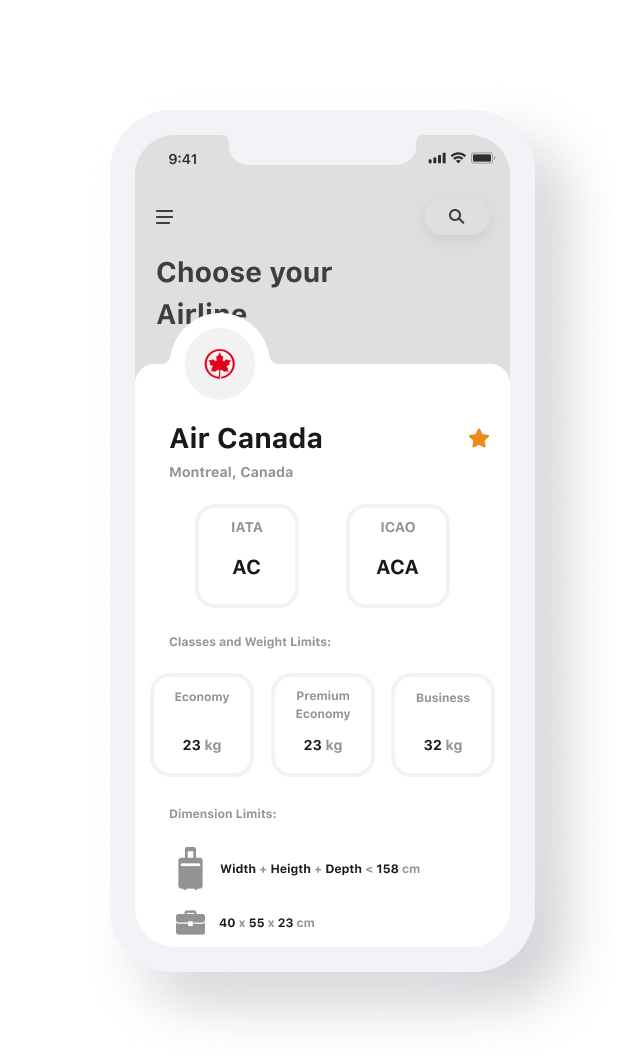 9:41
Choose your
Airline
Air Canada
Montreal, Canada
IATA
AC
ICAO
ACA
Classes and Weight Limits:
Economy
23 kg
Premium
Economy
23 kg
Business
32 kg
Dimension Limits:
Width + Heigth + Depth < 158 cm
40 x 55 x 23 cm